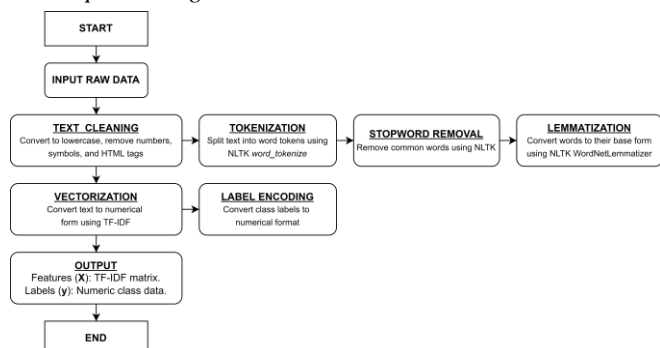 START
INPUT RAW DATA
TEXT CLEANING
Convert to lowercase, remove numbers,
symbols, and HTML tags
TOKENIZATION
Split text into word tokens using
NLTK word_tokenize
STOPWORD REMOVAL
Remove common words using NLTK
LEMMATIZATION
Convert words to their base form
using NLTK WordNetLemmatizer
VECTORIZATION
Convert text to numerical
form using TF-IDF
LABEL ENCODING
Convert class labels to
numerical format
OUTPUT
Features (X): TF-IDF matrix.
Labels (y): Numeric class data.
END